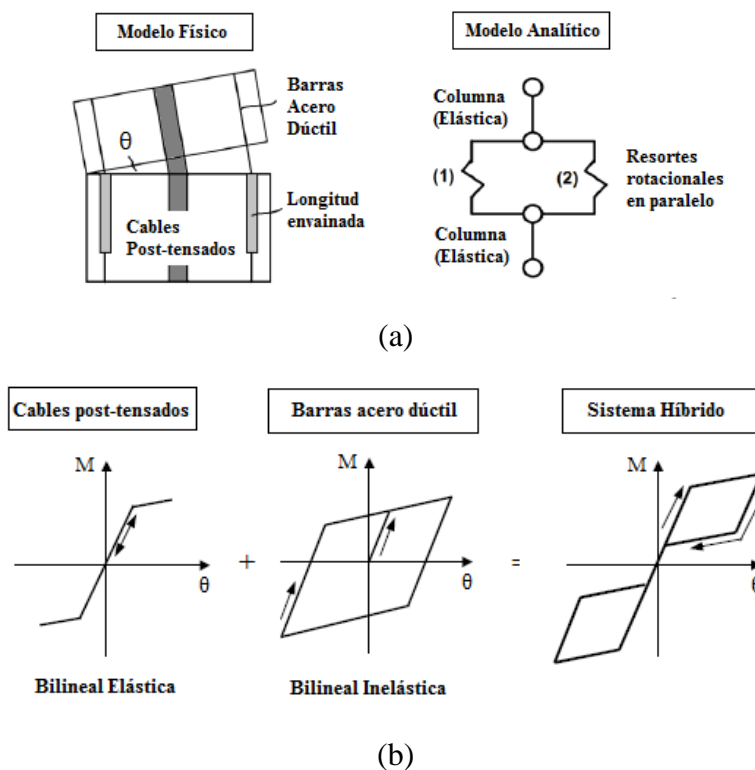 Modelo Físico
Modelo Analítico
Barras
Acero
Dúctil
θ
Longitud
envainada
Cables
Post-tensados
Columna
(Elástica)
(1)
(2)
Resortes
rotacionales
en paralelo
Columna
(Elástica)
(a)
Cables post-tensados
Barras acero dúctil
Sistema Híbrido
M
θ
+
M
θ
=
M
θ
Bilineal Elástica
Bilineal Inelástica
(b)